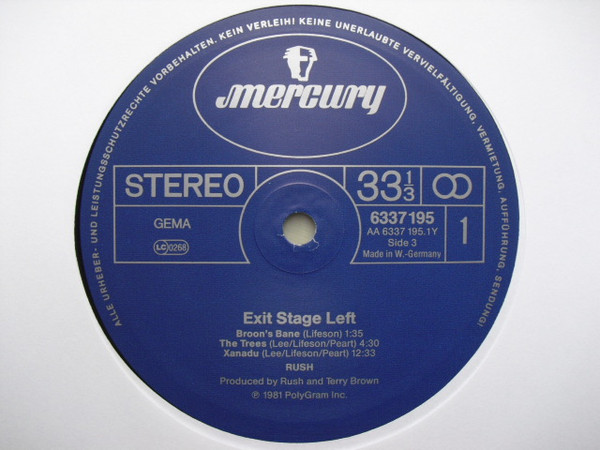 ALLE URHEBER- UND LEISTUNGSSCHUTZRECHTE VORBEHALTEN. KEIN VERLEIH! KEINE UNERLAUBTE VERVIELFÄLTIGUNG, VERMIETUNG, AUFFÜHRUNG, SENDUNG!
mercury
STEREO
33 1/3
GEMA
LC 0268
6337195
AA 6337 195.1Y
Side 3
Made in W.-Germany
1
Exit Stage Left
Broon's Bane (Lifeson) 1:35
The Trees (Lee/Lifeson/Peart) 4:30
Xanadu (Lee/Lifeson/Peart) 12:33
RUSH
Produced by Rush and Terry Brown
℗ 1981 PolyGram Inc.